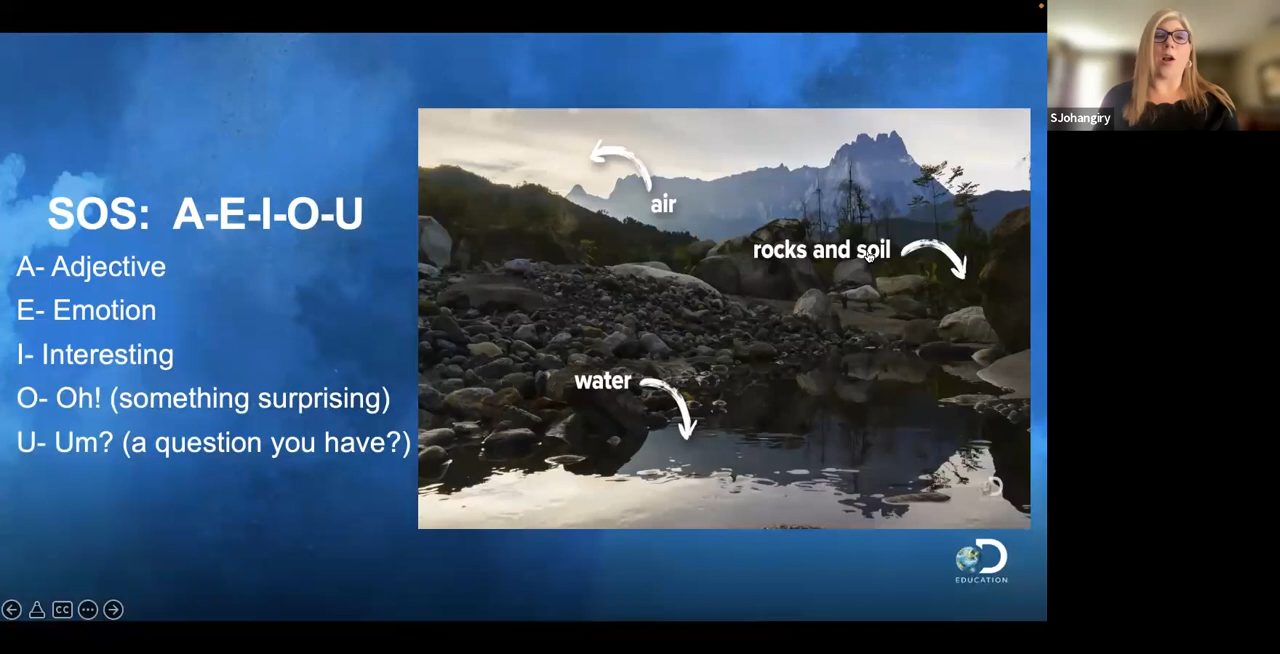 SOS: A-E-I-O-U
A- Adjective
E- Emotion
I- Interesting
O- Oh! (something surprising)
U- Um? (a question you have?)
air
rocks and soil
water
EDUCATION
CC
SJohangiry